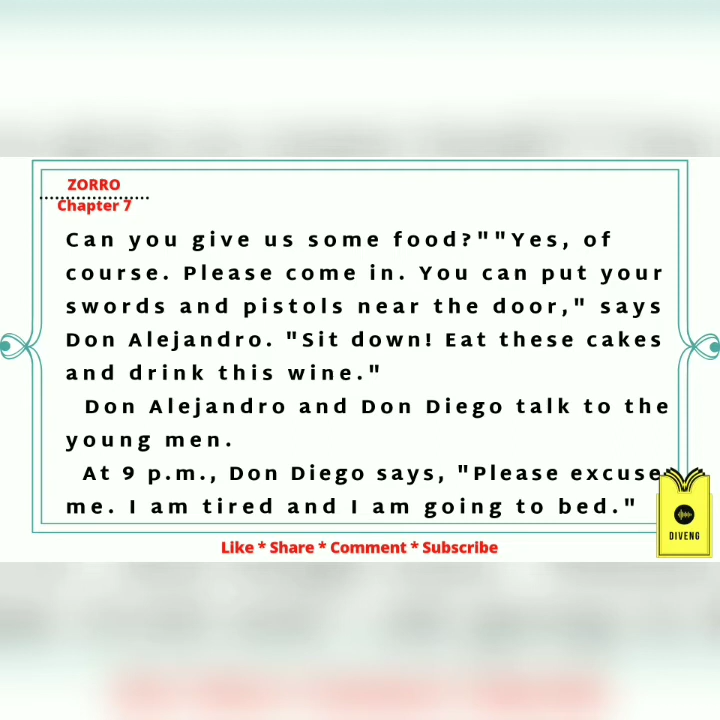 ZORRO
Chapter 7
Can you give us some food?""Yes, of
course. Please come in. You can put your
swords and pistols near the door," says
Don Alejandro. "Sit down! Eat these cakes
and drink this wine."
Don Alejandro and Don Diego talk to the
young men.
At 9 p.m., Don Diego says, "Please excuse
me. I am tired and I am going to bed."
DIVENG
Like * Share * Comment * Subscribe